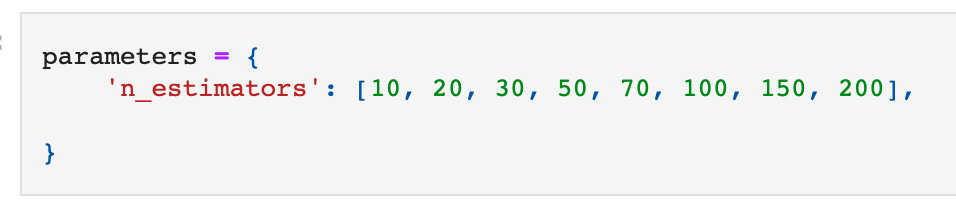 parameters = {
    'n_estimators': [10, 20, 30, 50, 70, 100, 150, 200],
}